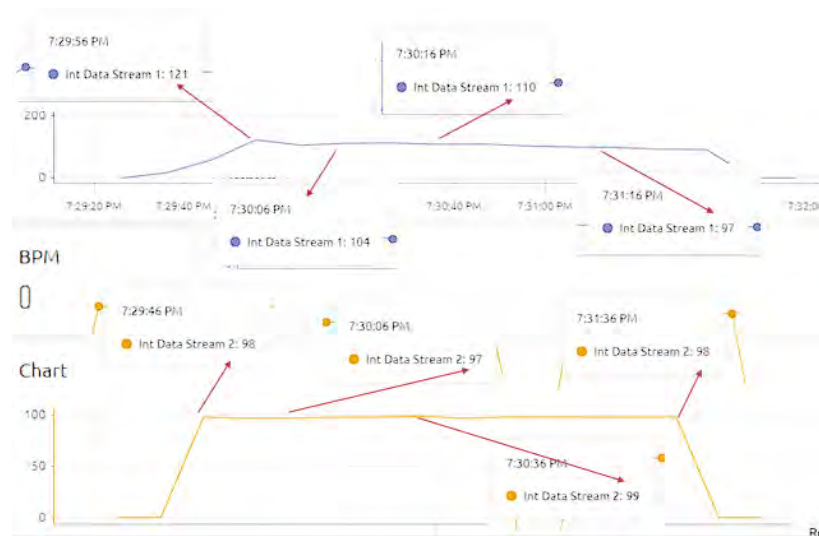 7:29:56 PM
Int Data Stream 1: 121
7:30:16 PM
Int Data Stream 1: 110
200
0
7:29:20 PM
7:29:40 PM
7:30:40 PM
7:31:00 PM
7:32:00
7:30:06 PM
Int Data Stream 1: 104
7:31:16 PM
Int Data Stream 1: 97
BPM
0
7:29:46 PM
Int Data Stream 2: 98
7:30:06 PM
Int Data Stream 2: 97
7:31:36 PM
Int Data Stream 2: 98
Chart
100
50
0
7:30:36 PM
Int Data Stream 2: 99